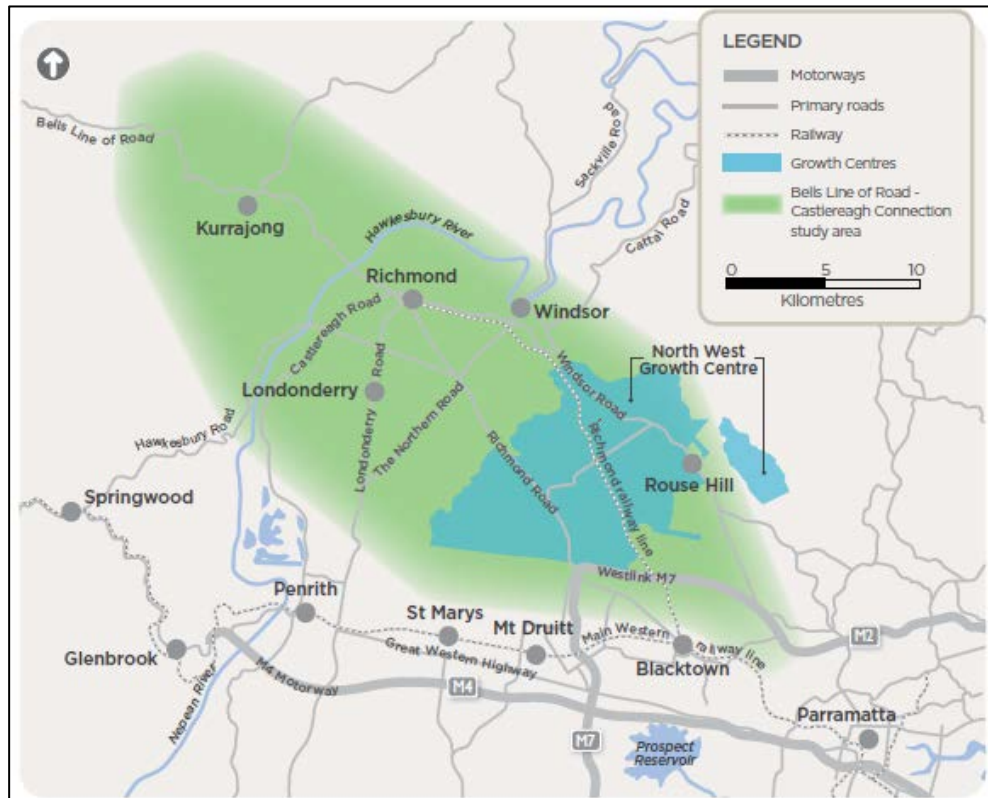 LEGEND
Motorways
Primary roads
Railway
Growth Centres
Bells Line of Road -
Castlereagh Connection
study area
0 5 10
Kilometres
Bells Line of Road
Kurrajong
Hawkesbury River
Sackville Road
Cattai Road
Richmond
Castlereagh Road
Windsor
North West
Growth Centre
Londonderry
Londonderry Road
The Northern Road
Windsor Road
Richmond Road
Richmond railway line
Rouse Hill
Hawkesbury Road
Springwood
Westlink M7
Penrith
St Marys
Mt Druitt
Main Western railway line
M2
Glenbrook
Great Western Highway
Blacktown
M4 Motorway
M4
Nepean River
Parramatta
M7
Prospect
Reservoir